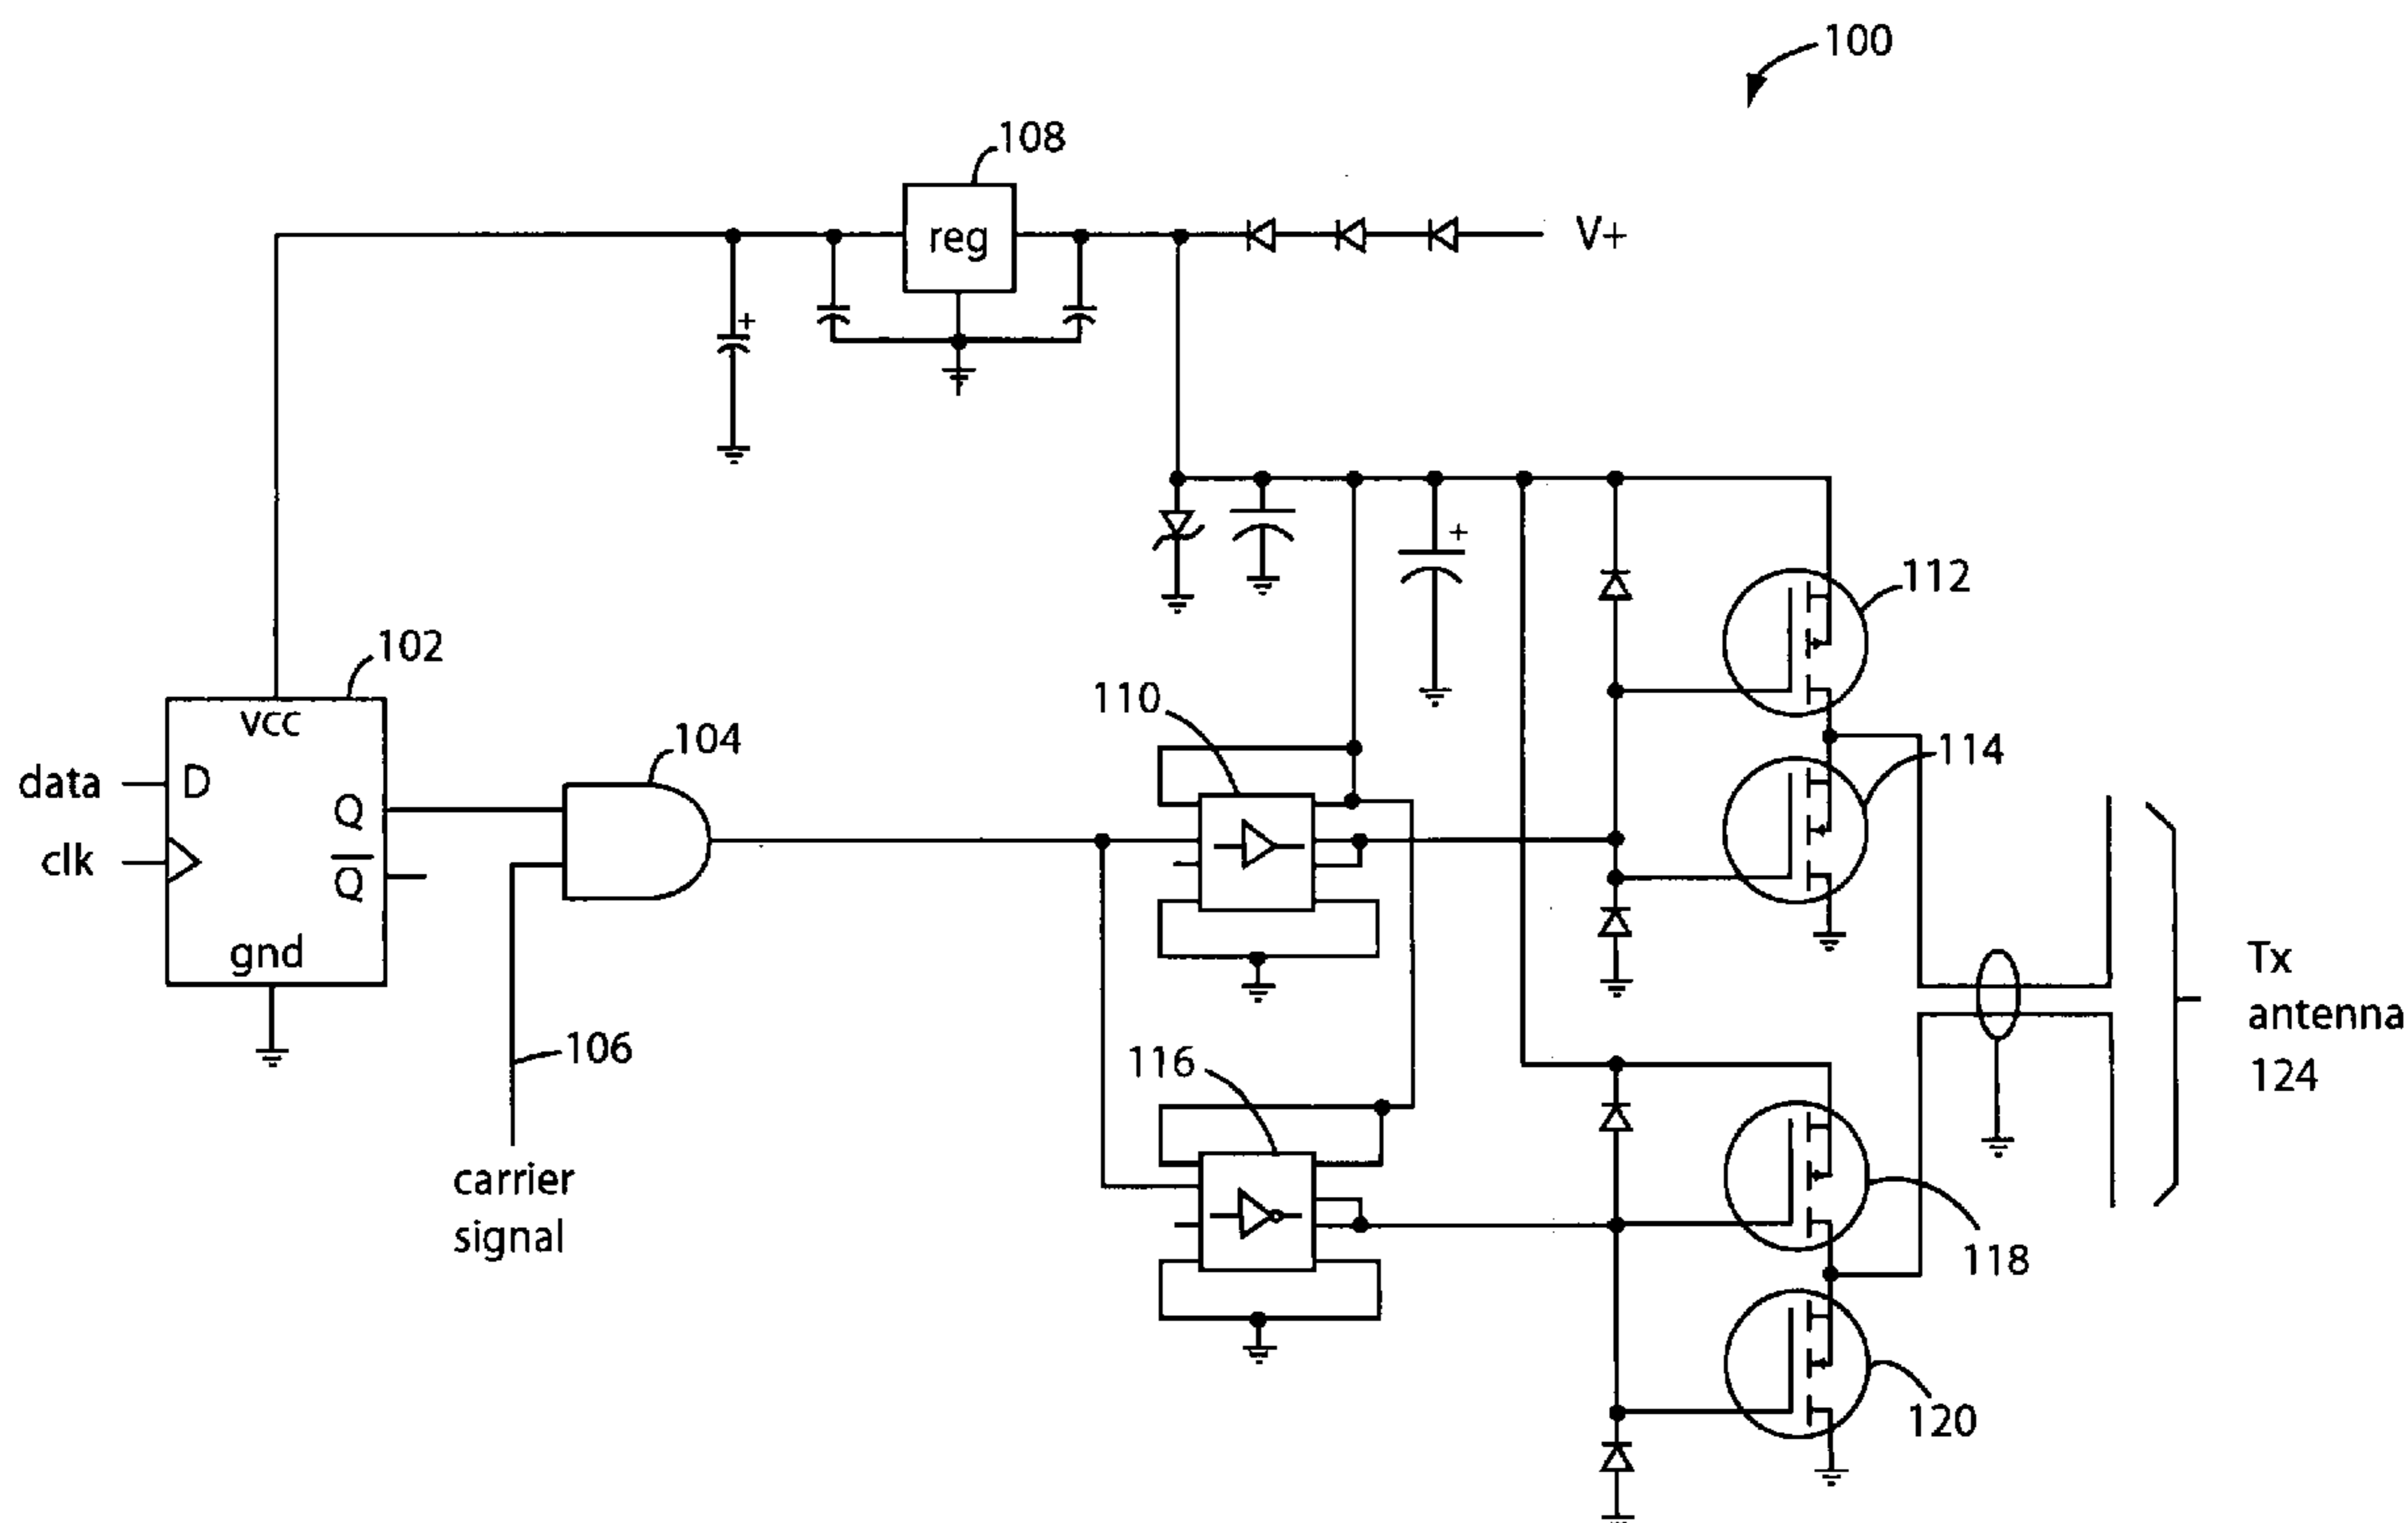 100
108
reg
V+
+
+
112
102
VCC
110
104
114
data
D
Q
clk
Q
gnd
Tx
antenna
124
106
116
carrier
signal
118
120